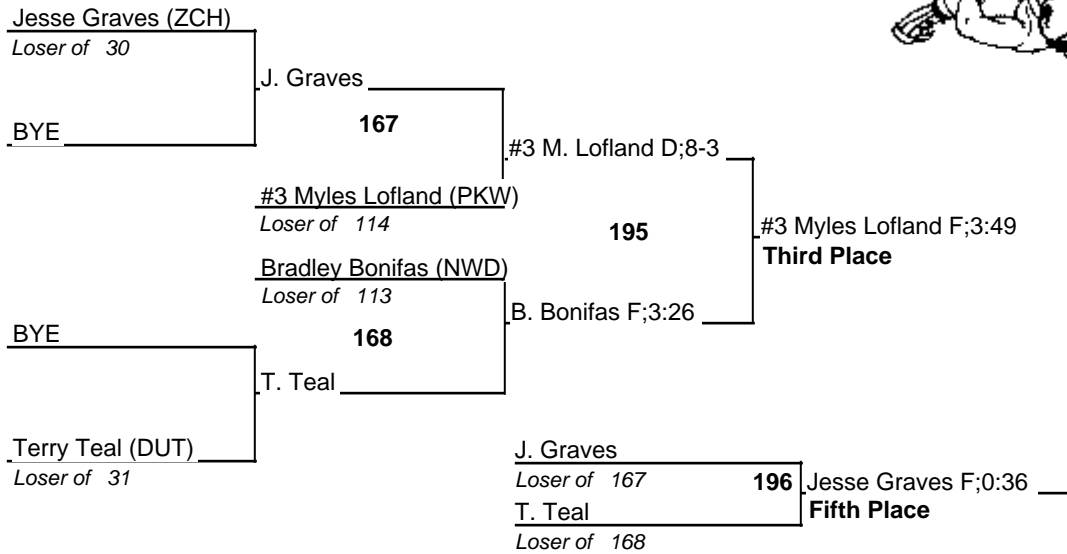 Jesse Graves (ZCH)
Loser of 30
J. Graves
BYE
167
#3 M. Lofland D;8-3
#3 Myles Lofland (PKW)
Loser of 114
195
#3 Myles Lofland F;3:49
Third Place
Bradley Bonifas (NWD)
Loser of 113
B. Bonifas F;3:26
BYE
168
T. Teal
Terry Teal (DUT)
Loser of 31
J. Graves
Loser of 167
196
Jesse Graves F;0:36
Fifth Place
T. Teal
Loser of 168